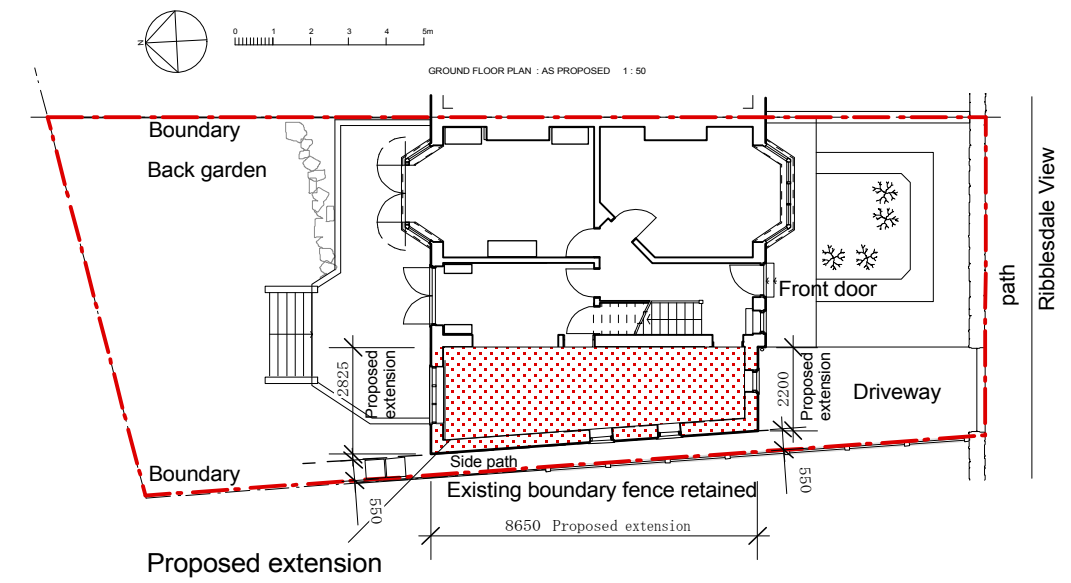 N
0 1 2 3 4 5m
GROUND FLOOR PLAN : AS PROPOSED 1 : 50
Boundary
Back garden
Front door
path
Ribblesdale View
2825
Proposed
extension
2200
Proposed
extension
Driveway
Boundary
Side path
550
550
Existing boundary fence retained
8650 Proposed extension
Proposed extension